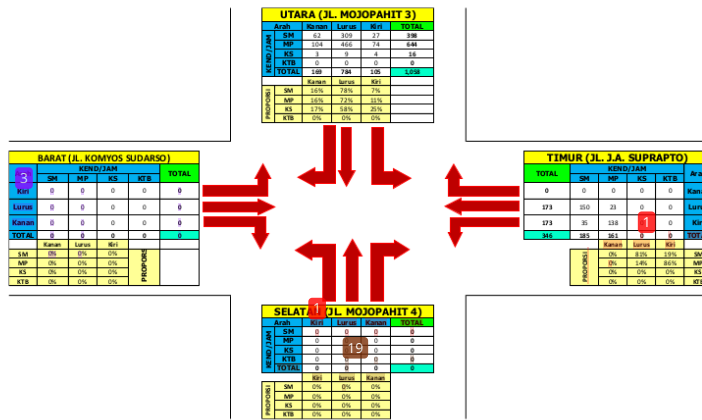 UTARA (JL. MOJOPAHIT 3)
Arah Kanan Lurus Kiri TOTAL
KEND/JAM
SM 62 309 27 398
MP 104 466 74 644
KS 3 9 4 16
KTB 0 0 0 0
TOTAL 169 784 105 1,058
Kanan Lurus Kiri
PROPORSI
SM 16% 78% 7%
MP 16% 72% 11%
KS 17% 58% 25%
KTB 0% 0% 0%
BARAT (JL. KOMYOS SUDARSO)
KEND/JAM TOTAL
SM MP KS KTB
3
Kiri 0 0 0 0 0
Lurus 0 0 0 0 0
Kanan 0 0 0 0 0
TOTAL 0 0 0 0 0
Kanan Lurus Kiri
PROPORS
SM 0% 0% 0%
MP 0% 0% 0%
KS 0% 0% 0%
KTB 0% 0% 0%
TIMUR (JL. J.A. SUPRAPTO)
TOTAL KEND/JAM Ara
SM MP KS KTB
0 0 0 0 0 Kana
173 150 23 0 0 Luru
173 35 138 0 0 Kir
1
346 185 161 0 0 TOT
Kanan Lurus Kiri
PROPORSI
0% 81% 19% SM
0% 14% 86% MP
0% 0% 0% KS
0% 0% 0% KTB
1
SELATAN (JL. MOJOPAHIT 4)
Arah Kiri Lurus Kanan TOTAL
KEND/JAM
SM 0 0 0 0
MP 0 0 0
KS 0 0 0
19
KTB 0 0 0 0
TOTAL 0 0 0 0
Kiri Lurus Kanan
PROPORSI
SM 0% 0% 0%
MP 0% 0% 0%
KS 0% 0% 0%
KTB 0% 0% 0%